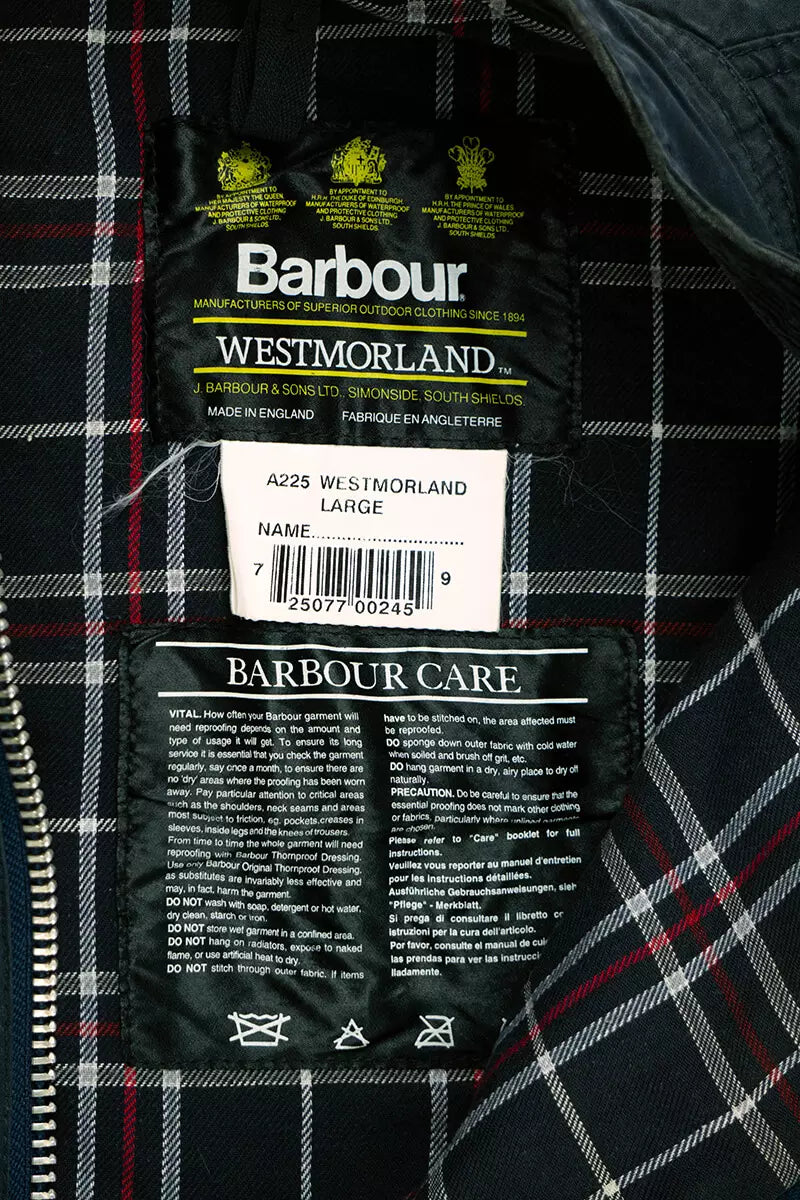 BY APPOINTMENT TO
HER MAJESTY THE QUEEN
MANUFACTURERS OF WATERPROOF
AND PROTECTIVE CLOTHING
J. BARBOUR & SONS LTD.
SOUTH SHIELDS.
BY APPOINTMENT TO
H.R.H. THE DUKE OF EDINBURGH
MANUFACTURERS OF WATERPROOF
AND PROTECTIVE CLOTHING
J. BARBOUR & SONS LTD.
SOUTH SHIELDS.
BY APPOINTMENT TO
H.R.H. THE PRINCE OF WALES
MANUFACTURERS OF WATERPROOF
AND PROTECTIVE CLOTHING
J. BARBOUR & SONS LTD.
SOUTH SHIELDS
Barbour
MANUFACTURERS OF SUPERIOR OUTDOOR CLOTHING SINCE 1894
WESTMORLAND™
J. BARBOUR & SONS LTD., SIMONSIDE, SOUTH SHIELDS.
MADE IN ENGLAND FABRIQUE EN ANGLETERRE
A225 WESTMORLAND
LARGE
NAME..............................
7 25077 00245 9
BARBOUR CARE
VITAL. How often your Barbour garment will
need reproofing depends on the amount and
type of usage it will get. To ensure its long
service it is essential that you check the garment
regularly, say once a month, to ensure there are
no 'dry' areas where the proofing has been worn
away. Pay particular attention to critical areas
such as the shoulders, neck seams and areas
most subject to friction, eg. pockets, creases in
sleeves, inside legs and the knees of trousers.
From time to time the whole garment will need
reproofing with Barbour Thornproof Dressing.
Use only Barbour Original Thornproof Dressing.
as substitutes are invariably less effective and
may, in fact, harm the garment.
DO NOT wash with soap, detergent or hot water,
dry clean, starch or iron.
DO NOT store wet garment in a confined area.
DO NOT hang on radiators, expose to naked
flame, or use artificial heat to dry.
DO NOT stitch through outer fabric. If items
have to be stitched on, the area affected must
be reproofed.
DO sponge down outer fabric with cold water
when soiled and brush off grit, etc.
DO hang garment in a dry, airy place to dry off
naturally.
PRECAUTION. Do be careful to ensure that the
essential proofing does not mark other clothing
or fabrics, particularly where unlined garments
are chosen.
Please refer to "Care" booklet for full
instructions.
Veuillez vous reporter au manuel d'entretien
pour les instructions détaillées.
Ausführliche Gebrauchsanweisungen, sieh
"Pflege" - Merkblatt.
Si prega di consultare il libretto
istruzioni per la cura dell'articolo.
Por favor, consulte el manual de cui
las prendas para ver las instrucc
lladamente.